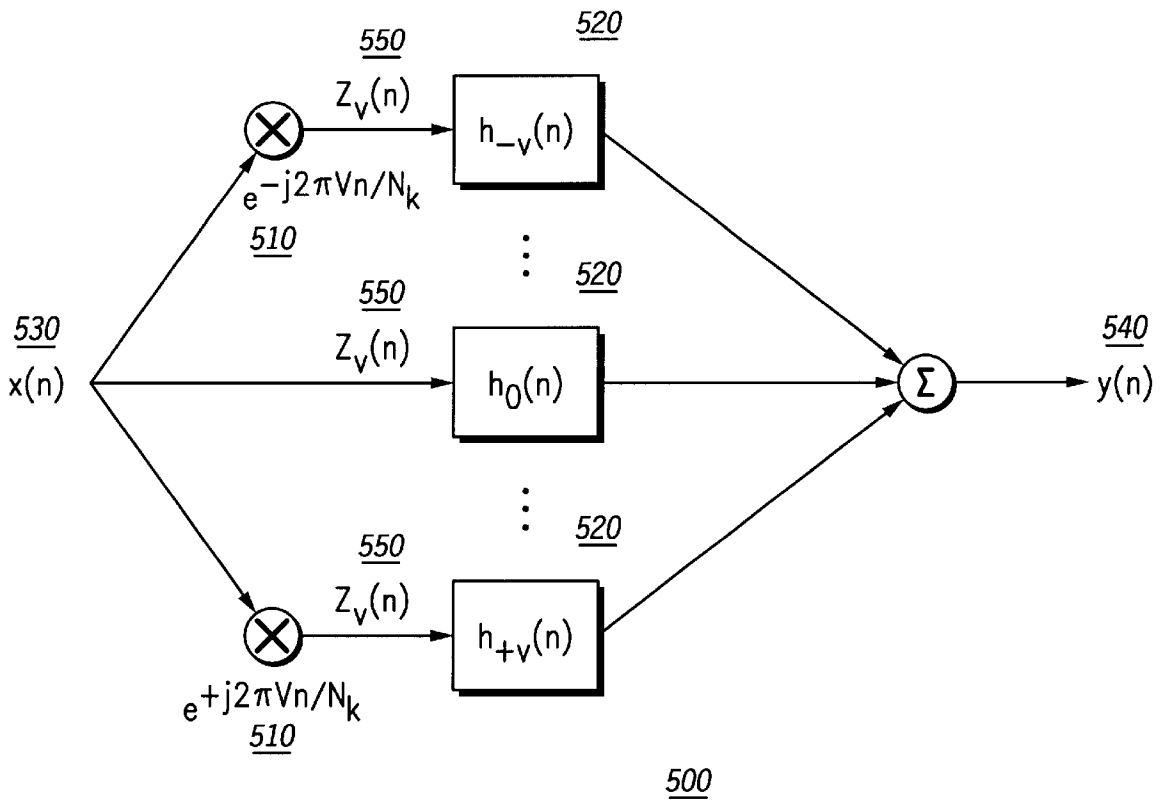 520
550
Z_v(n)
h_{-v}(n)
e^{-j2πVn/N_k}
510
⋮
520
550
530
Z_v(n)
540
x(n)
h_0(n)
Σ
y(n)
⋮
520
550
Z_v(n)
h_{+v}(n)
e^{+j2πVn/N_k}
510
500